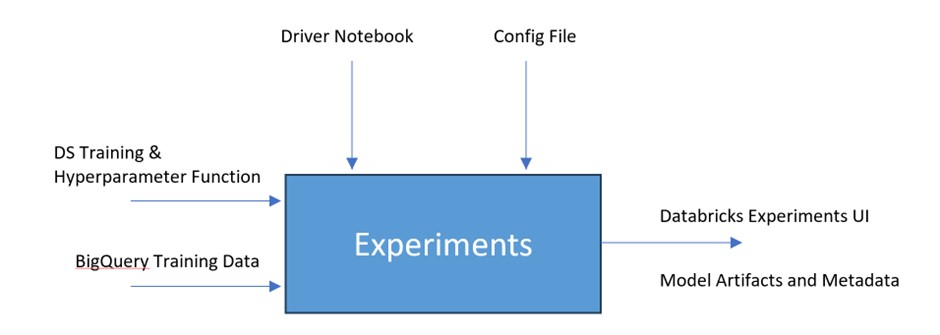 Driver Notebook
Config File
DS Training &
Hyperparameter Function
BigQuery Training Data
Experiments
Databricks Experiments UI
Model Artifacts and Metadata